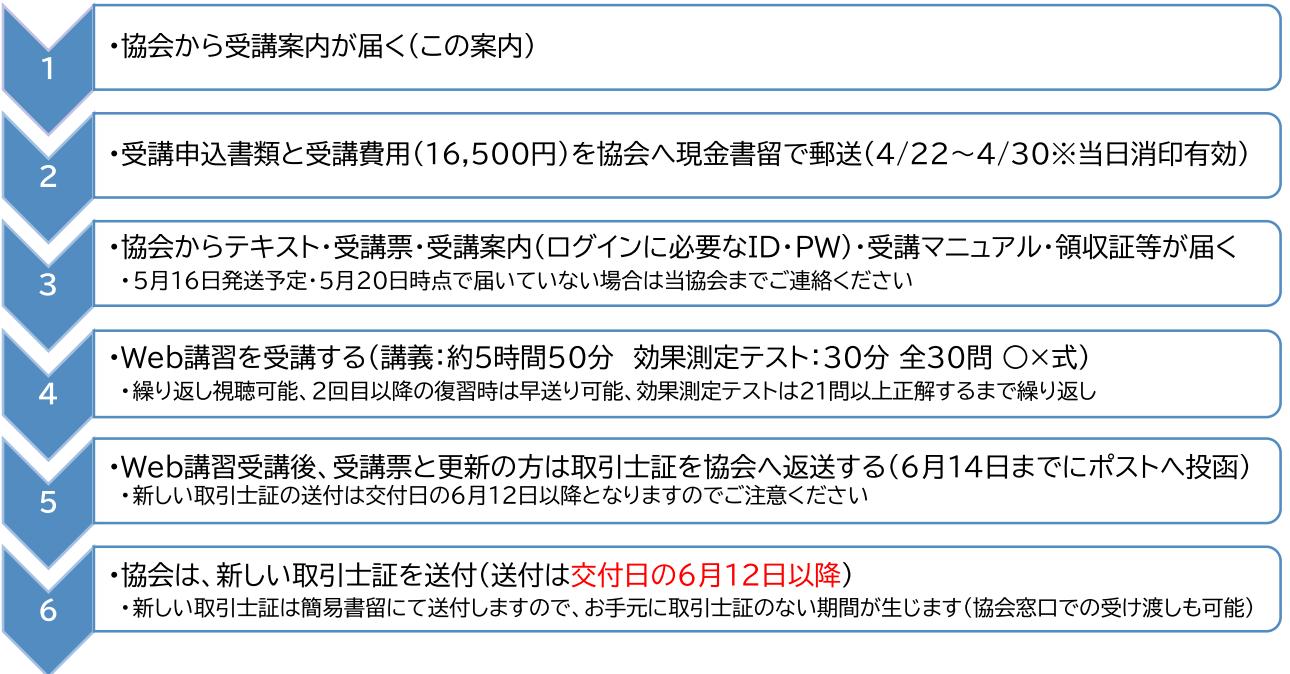 1
・協会から受講案内が届く(この案内)
2
・受講申込書類と受講費用(16,500円)を協会へ現金書留で郵送(4/22～4/30※当日消印有効)
3
・協会からテキスト・受講票・受講案内(ログインに必要なID・PW)・受講マニュアル・領収証等が届く
・5月16日発送予定・5月20日時点で届いていない場合は当協会までご連絡ください
4
・Web講習を受講する(講義：約5時間50分　効果測定テスト：30分 全30問 ○×式)
・繰り返し視聴可能、2回目以降の復習時は早送り可能、効果測定テストは21問以上正解するまで繰り返し
5
・Web講習受講後、受講票と更新の方は取引士証を協会へ返送する(6月14日までにポストへ投函)
・新しい取引士証の送付は交付日の6月12日以降となりますのでご注意ください
6
・協会は、新しい取引士証を送付(送付は交付日の6月12日以降)
・新しい取引士証は簡易書留にて送付しますので、お手元に取引士証のない期間が生じます(協会窓口での受け渡しも可能)